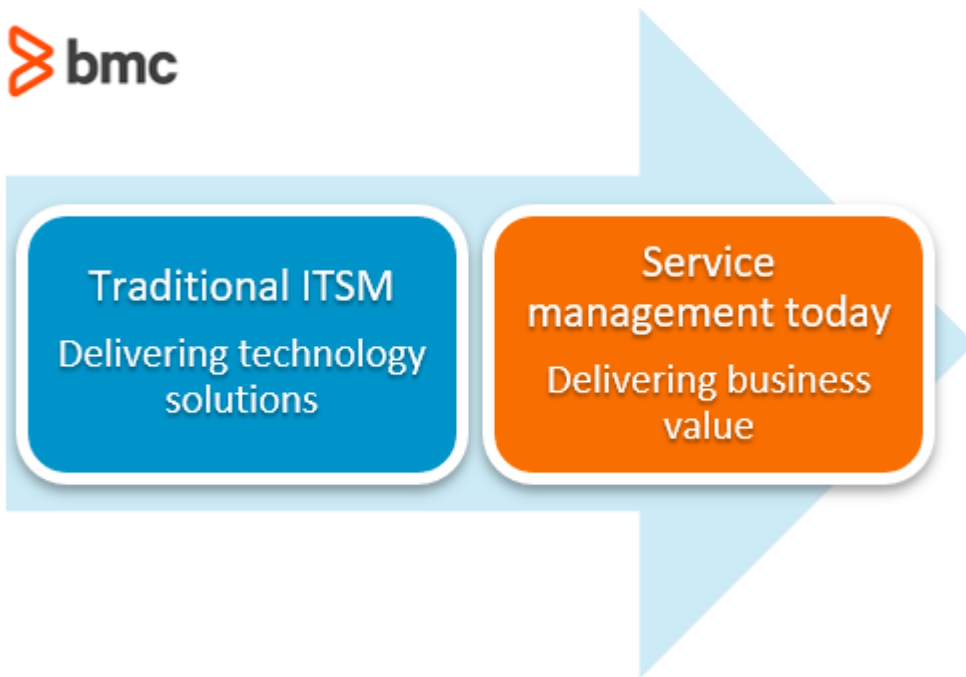 bmc
Traditional ITSM
Delivering technology
solutions
Service
management today
Delivering business
value